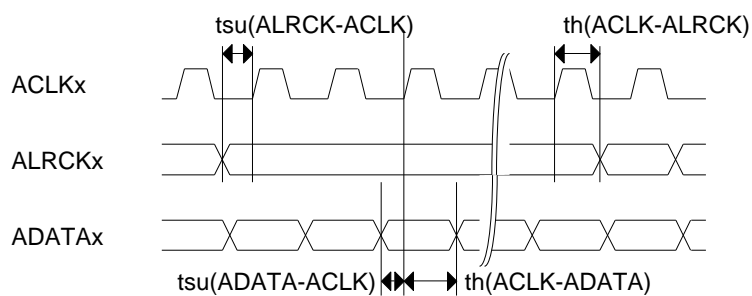 tsu(ALRCK-ACLK) th(ACLK-ALRCK)
ACLKx
ALRCKx
ADATAx
tsu(ADATA-ACLK) th(ACLK-ADATA)